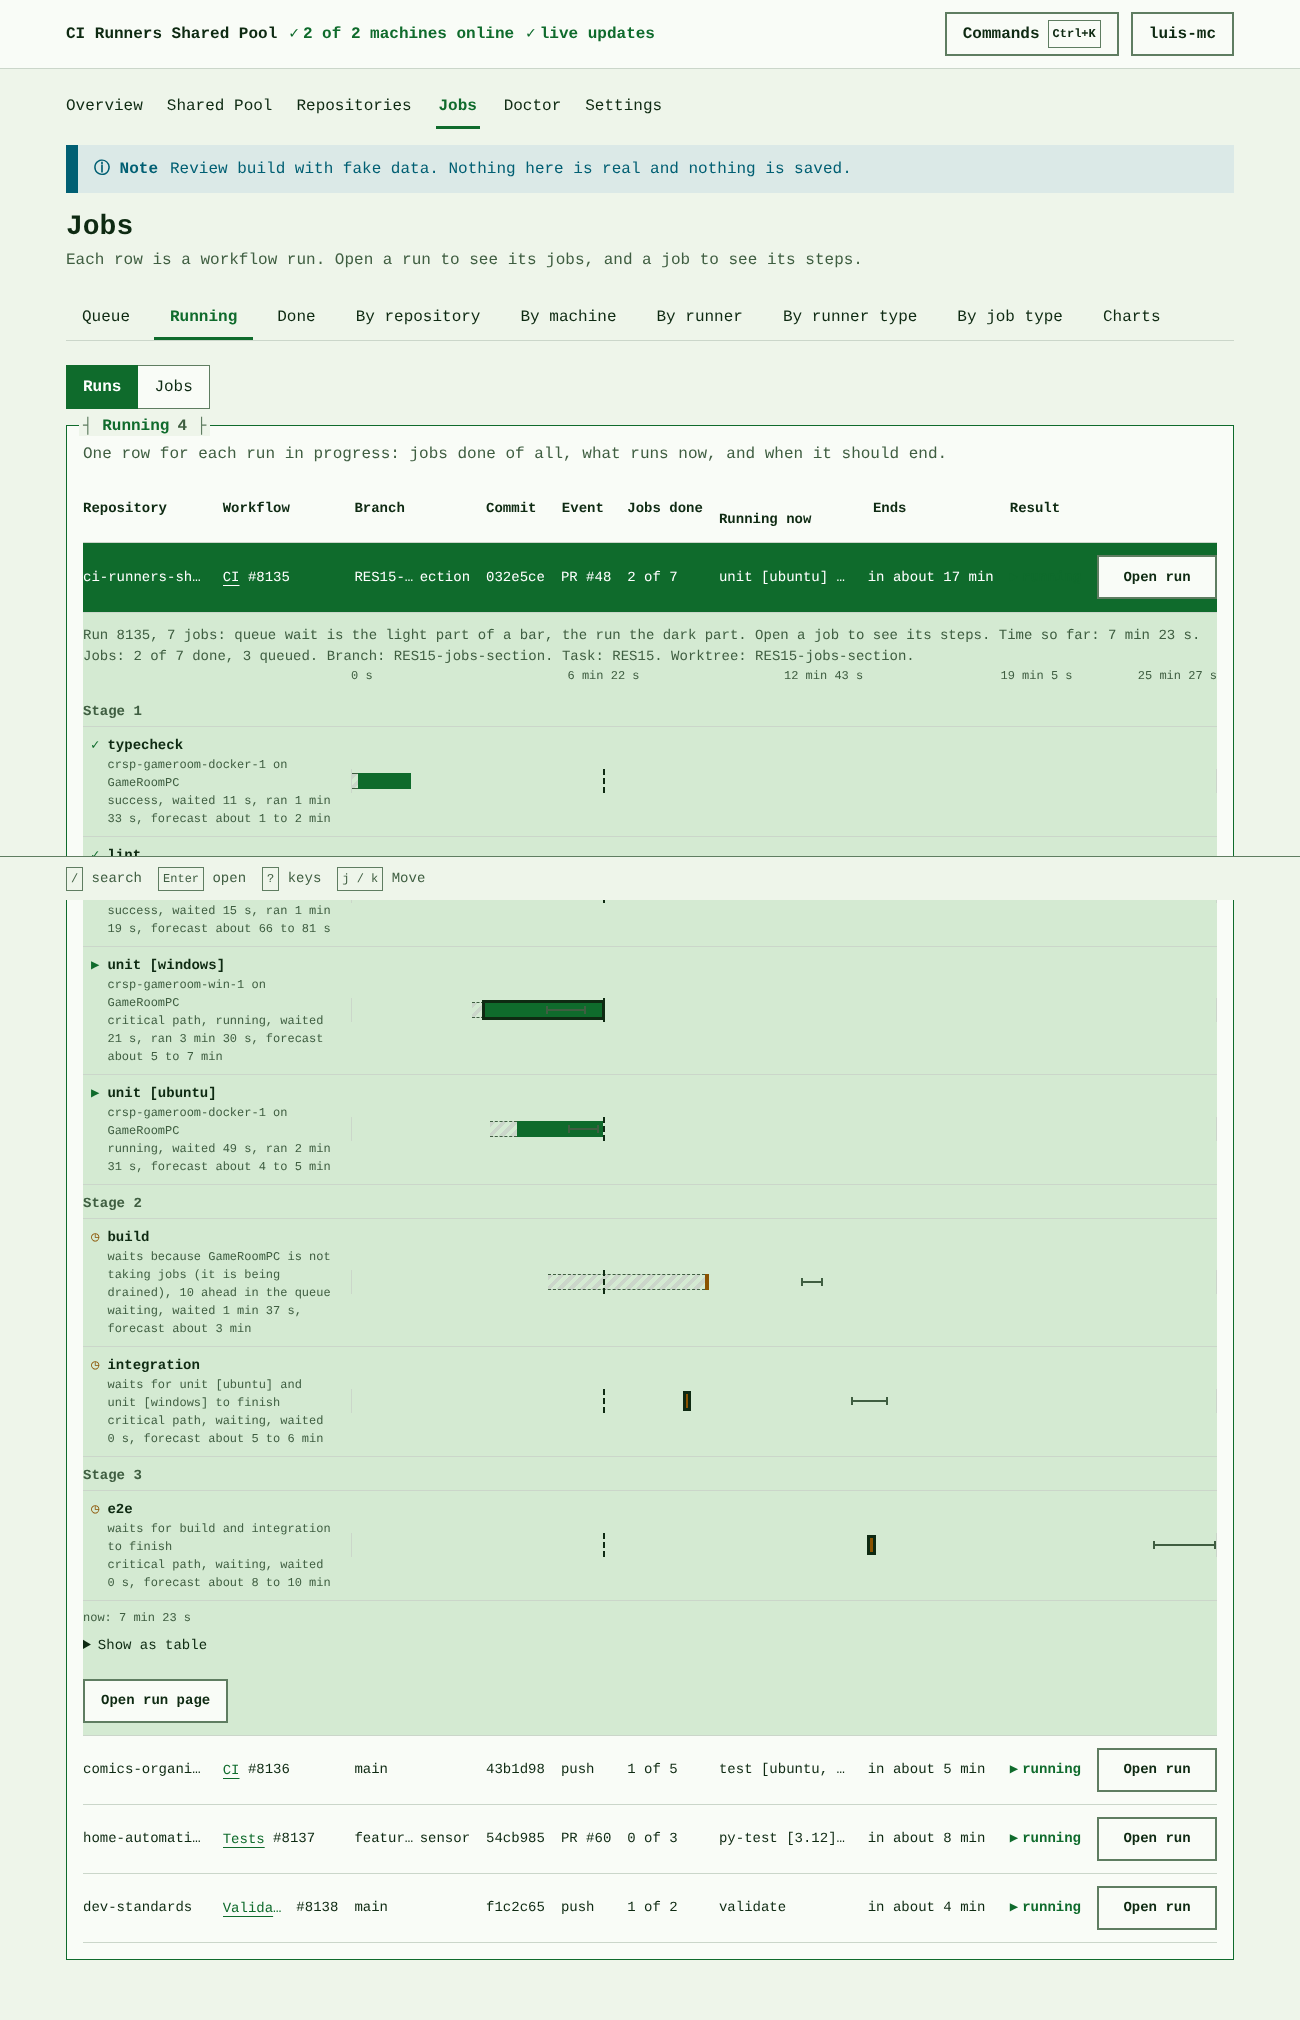 CI Runners Shared Pool ✓ 2 of 2 machines online ✓ live updates Commands Ctrl+K luis-mc
Overview Shared Pool Repositories Jobs Doctor Settings
ⓘ Note Review build with fake data. Nothing here is real and nothing is saved.
Jobs
Each row is a workflow run. Open a run to see its jobs, and a job to see its steps.
Queue Running Done By repository By machine By runner By runner type By job type Charts
Runs Jobs
Running 4
One row for each run in progress: jobs done of all, what runs now, and when it should end.
Repository Workflow Branch Commit Event Jobs done Running now Ends Result
ci-runners-sh… CI #8135 RES15-… ection 032e5ce PR #48 2 of 7 unit [ubuntu] … in about 17 min Open run
Run 8135, 7 jobs: queue wait is the light part of a bar, the run the dark part. Open a job to see its steps. Time so far: 7 min 23 s.
Jobs: 2 of 7 done, 3 queued. Branch: RES15-jobs-section. Task: RES15. Worktree: RES15-jobs-section.
0 s 6 min 22 s 12 min 43 s 19 min 5 s 25 min 27 s
Stage 1
✓ typecheck
crsp-gameroom-docker-1 on
GameRoomPC
success, waited 11 s, ran 1 min
33 s, forecast about 1 to 2 min
✓ lint
/ search Enter open ? keys j / k Move
success, waited 15 s, ran 1 min
19 s, forecast about 66 to 81 s
▶ unit [windows]
crsp-gameroom-win-1 on
GameRoomPC
critical path, running, waited
21 s, ran 3 min 30 s, forecast
about 5 to 7 min
▶ unit [ubuntu]
crsp-gameroom-docker-1 on
GameRoomPC
running, waited 49 s, ran 2 min
31 s, forecast about 4 to 5 min
Stage 2
◷ build
waits because GameRoomPC is not
taking jobs (it is being
drained), 10 ahead in the queue
waiting, waited 1 min 37 s,
forecast about 3 min
◷ integration
waits for unit [ubuntu] and
unit [windows] to finish
critical path, waiting, waited
0 s, forecast about 5 to 6 min
Stage 3
◷ e2e
waits for build and integration
to finish
critical path, waiting, waited
0 s, forecast about 8 to 10 min
now: 7 min 23 s
▶ Show as table
Open run page
comics-organi… CI #8136 main 43b1d98 push 1 of 5 test [ubuntu, … in about 5 min ▶ running Open run
home-automati… Tests #8137 featur… sensor 54cb985 PR #60 0 of 3 py-test [3.12]… in about 8 min ▶ running Open run
dev-standards Valida… #8138 main f1c2c65 push 1 of 2 validate in about 4 min ▶ running Open run